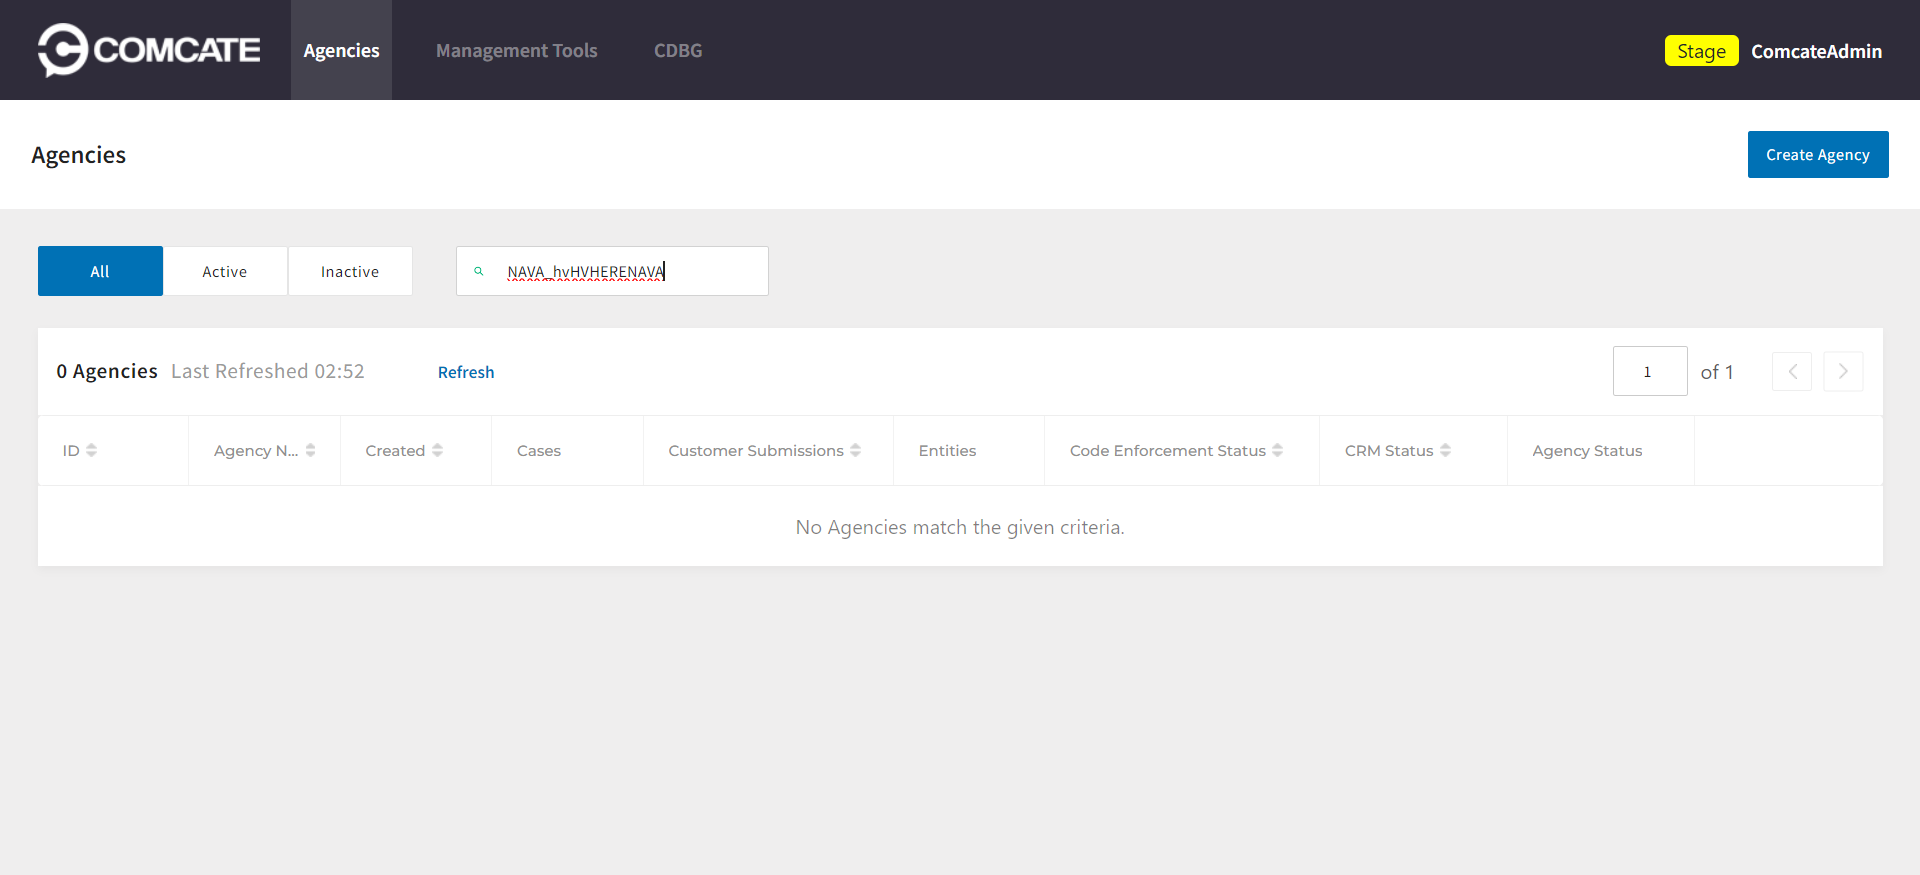 COMCATE
Agencies
Management Tools
CDBG
Stage
ComcateAdmin
Agencies
Create Agency
All
Active
Inactive
NAVA_hvHVHERENAVA
0 Agencies Last Refreshed 02:52
Refresh
1 of 1
ID
Agency N...
Created
Cases
Customer Submissions
Entities
Code Enforcement Status
CRM Status
Agency Status
No Agencies match the given criteria.